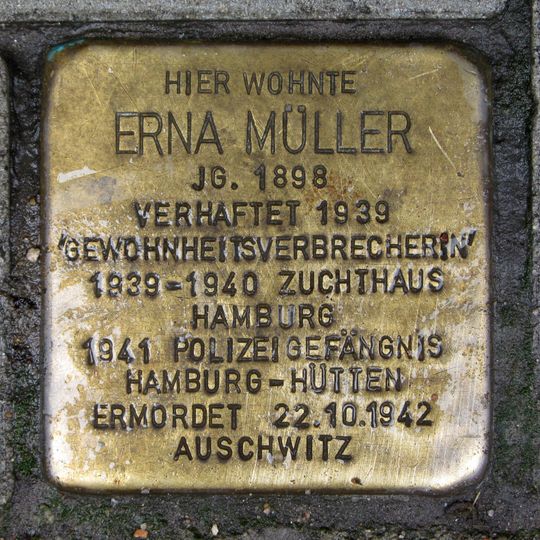 HIER WOHNTE
ERNA MÜLLER
JG. 1898
VERHAFTET 1939
'GEWOHNHEITSVERBRECHERIN'
1939-1940 ZUCHTHAUS
HAMBURG
1941 POLIZEIGEFÄNGNIS
HAMBURG-HÜTTEN
ERMORDET 22.10.1942
AUSCHWITZ